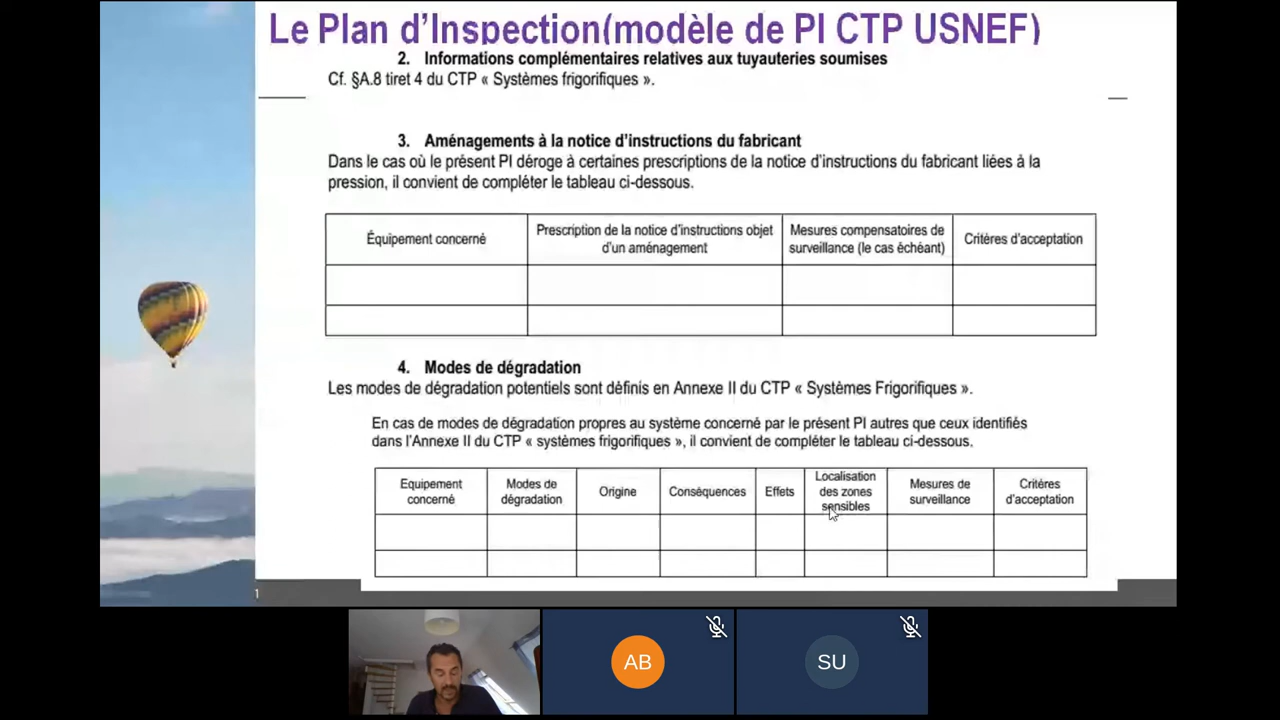 Le Plan d’Inspection(modèle de PI CTP USNEF)
2. Informations complémentaires relatives aux tuyauteries soumises
Cf. §A.8 tiret 4 du CTP « Systèmes frigorifiques ».
3. Aménagements à la notice d’instructions du fabricant
Dans le cas où le présent PI déroge à certaines prescriptions de la notice d’instructions du fabricant liées à la
pression, il convient de compléter le tableau ci-dessous.
Équipement concerné
Prescription de la notice d’instructions objet
d’un aménagement
Mesures compensatoires de
surveillance (le cas échéant)
Critères d’acceptation
4. Modes de dégradation
Les modes de dégradation potentiels sont définis en Annexe II du CTP « Systèmes Frigorifiques ».
En cas de modes de dégradation propres au système concerné par le présent PI autres que ceux identifiés
dans l’Annexe II du CTP « systèmes frigorifiques », il convient de compléter le tableau ci-dessous.
Equipement
concerné
Modes de
dégradation
Origine
Conséquences
Effets
Localisation
des zones
sensibles
Mesures de
surveillance
Critères
d’acceptation
1
AB
SU